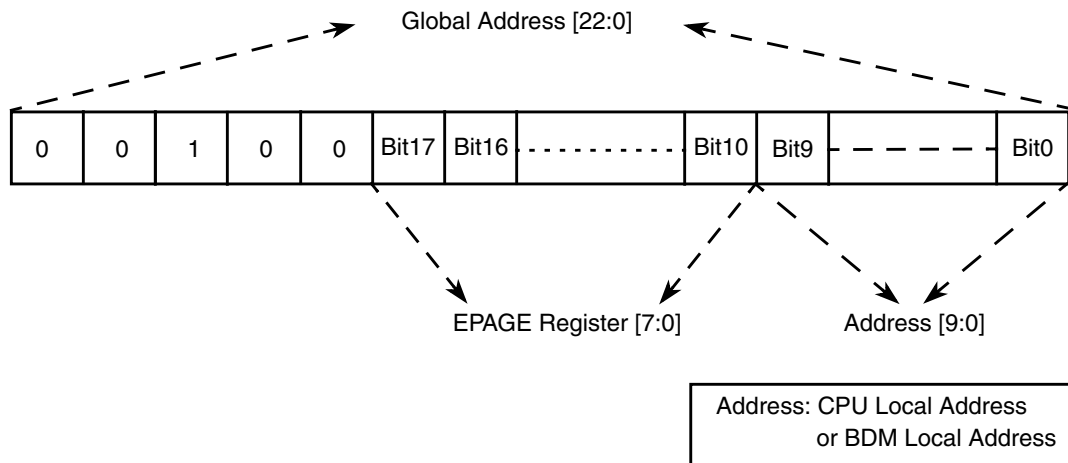 Global Address [22:0]
0 0 1 0 0 Bit17 Bit16 Bit10 Bit9 Bit0
EPAGE Register [7:0] Address [9:0]
Address: CPU Local Address
or BDM Local Address